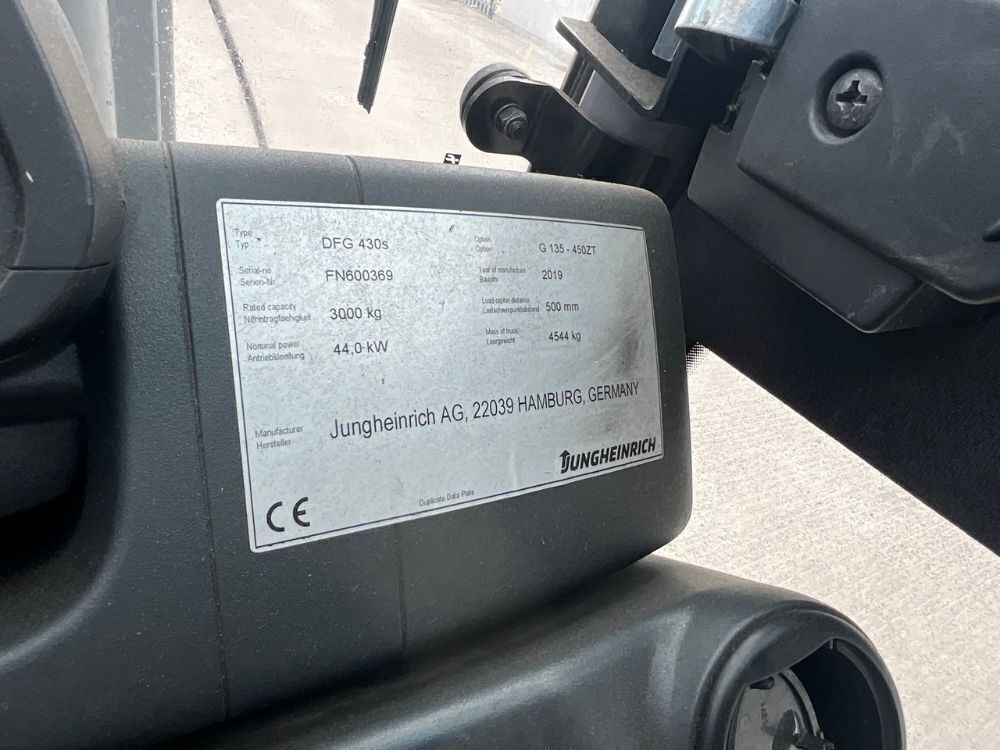 Type
Typ
DFG 430s
Option
Option
G 135 - 450ZT
Serial-no
Serien-Nr
FN600369
Year of manufacture
Baujahr
2019
Rated capacity
Nenntragfaehigkeit
3000 kg
Load center distance
Lastschwerpunktabstand
500 mm
Nominal power
Antriebsleistung
44,0 kW
Mass of truck
Leergewicht
4544 kg
Manufacturer
Hersteller
Jungheinrich AG, 22039 HAMBURG, GERMANY
JUNGHEINRICH
CE
Duplicate Data Plate